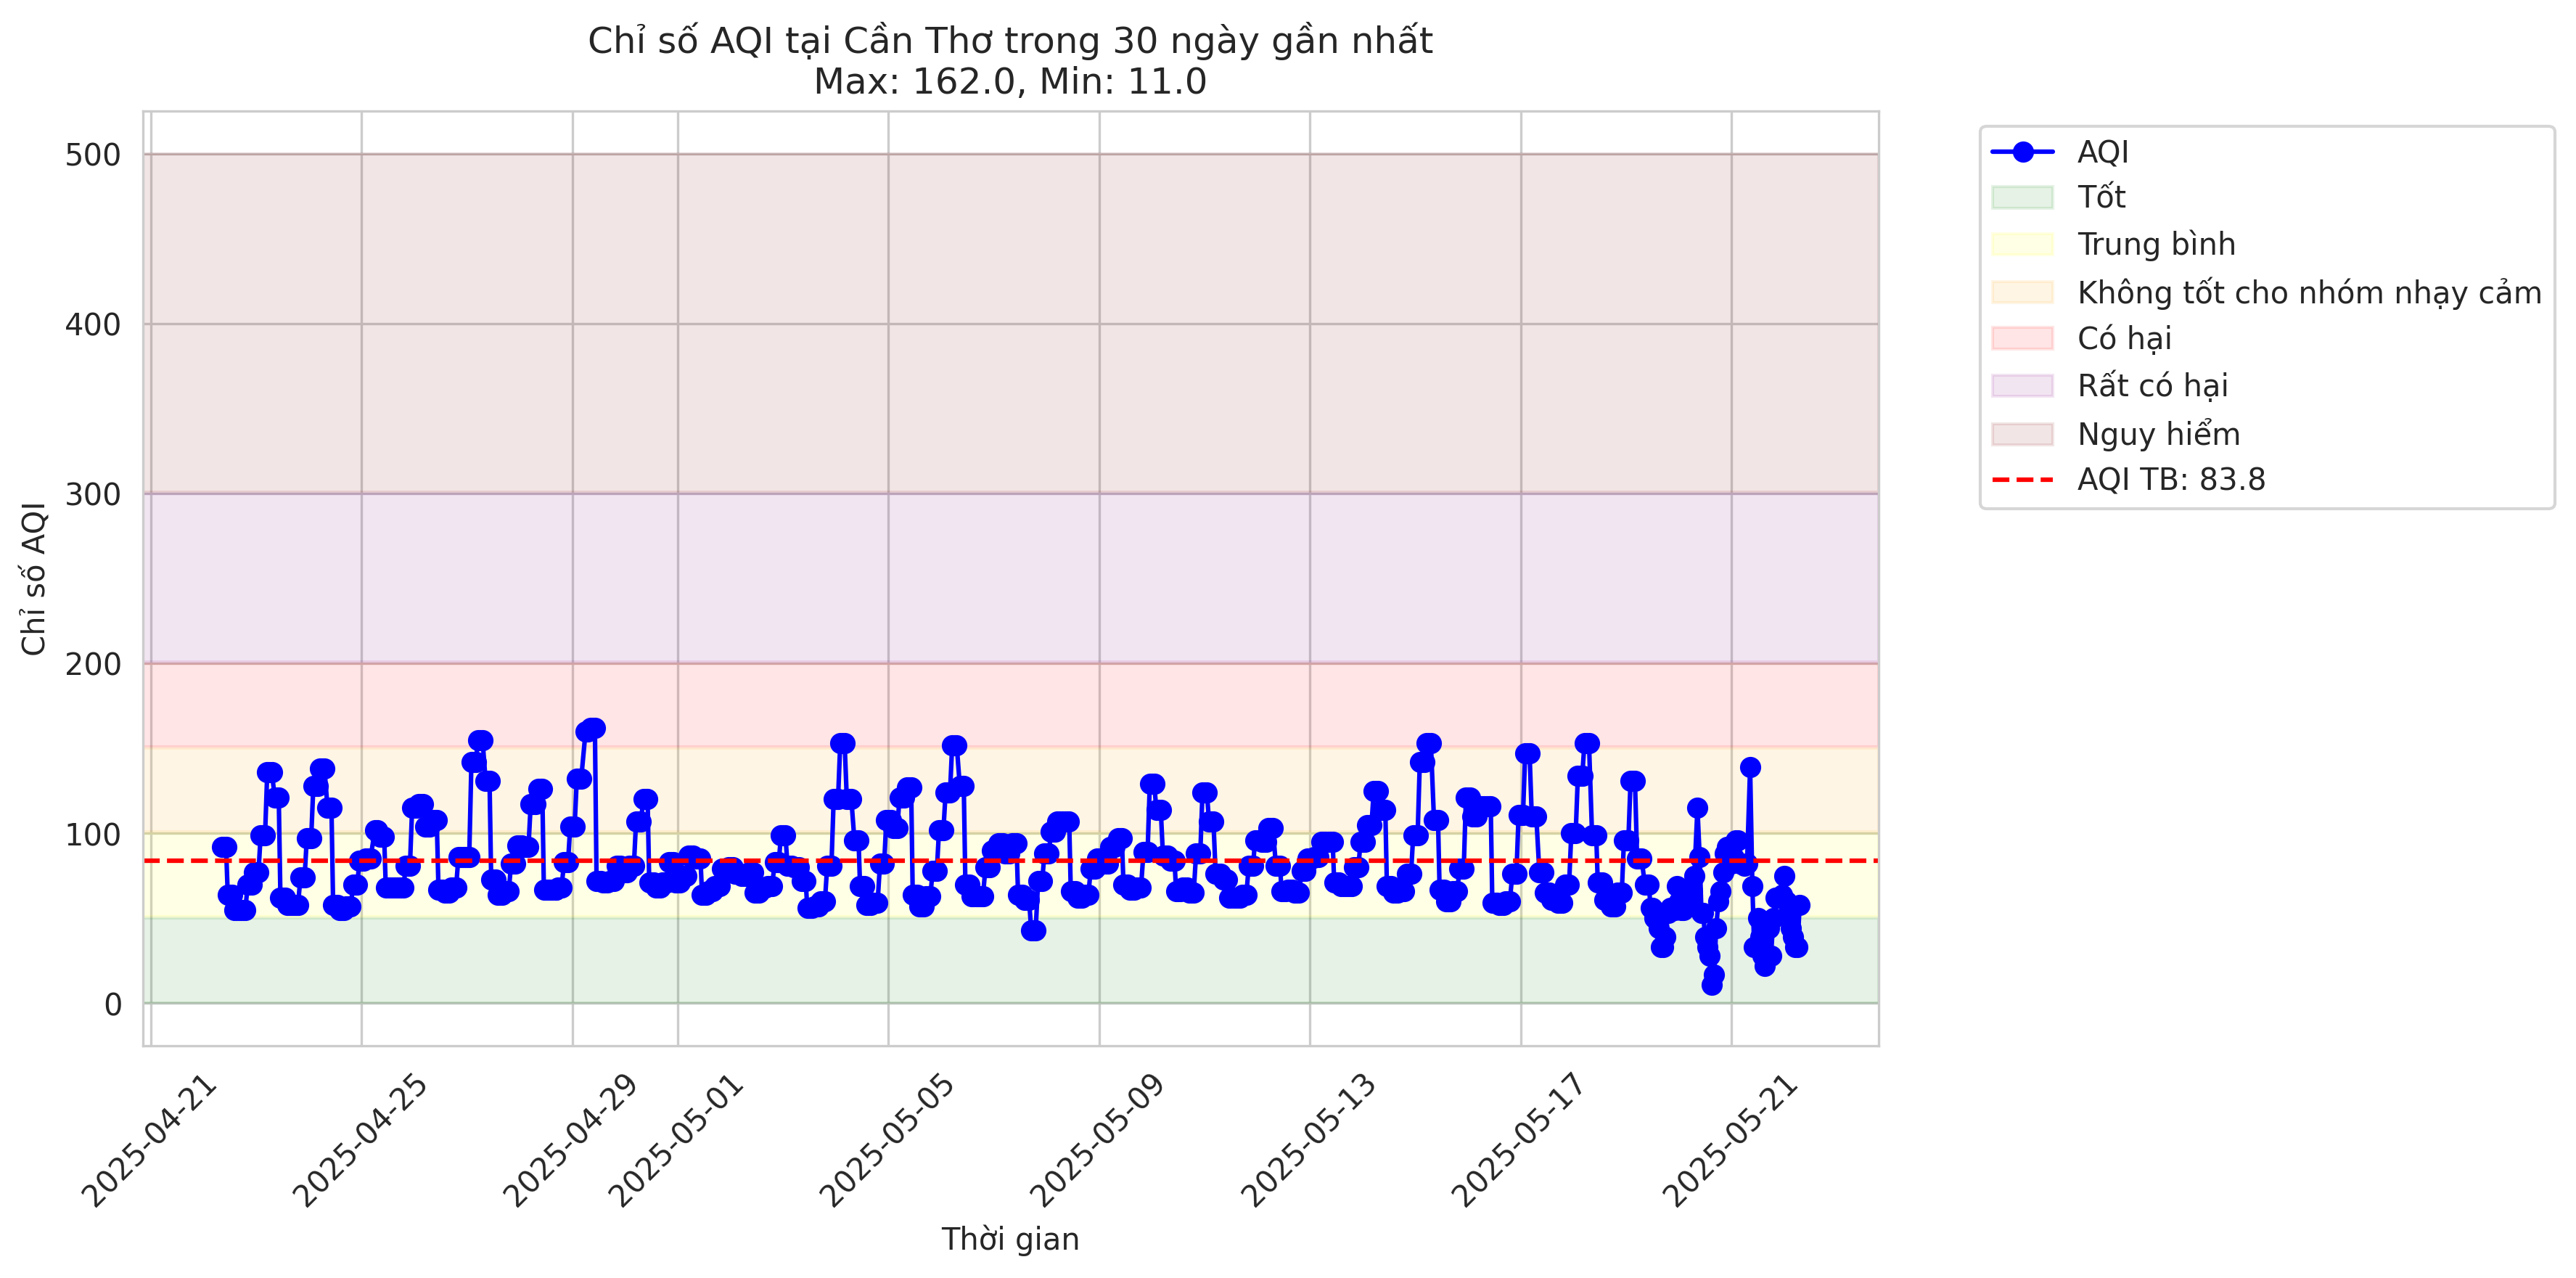 Chỉ số AQI tại Cần Thơ trong 30 ngày gần nhất
Max: 162.0, Min: 11.0
Chỉ số AQI
500
400
300
200
100
0
2025-04-21
2025-04-25
2025-04-29
2025-05-01
2025-05-05
2025-05-09
2025-05-13
2025-05-17
2025-05-21
Thời gian
AQI
Tốt
Trung bình
Không tốt cho nhóm nhạy cảm
Có hại
Rất có hại
Nguy hiểm
AQI TB: 83.8